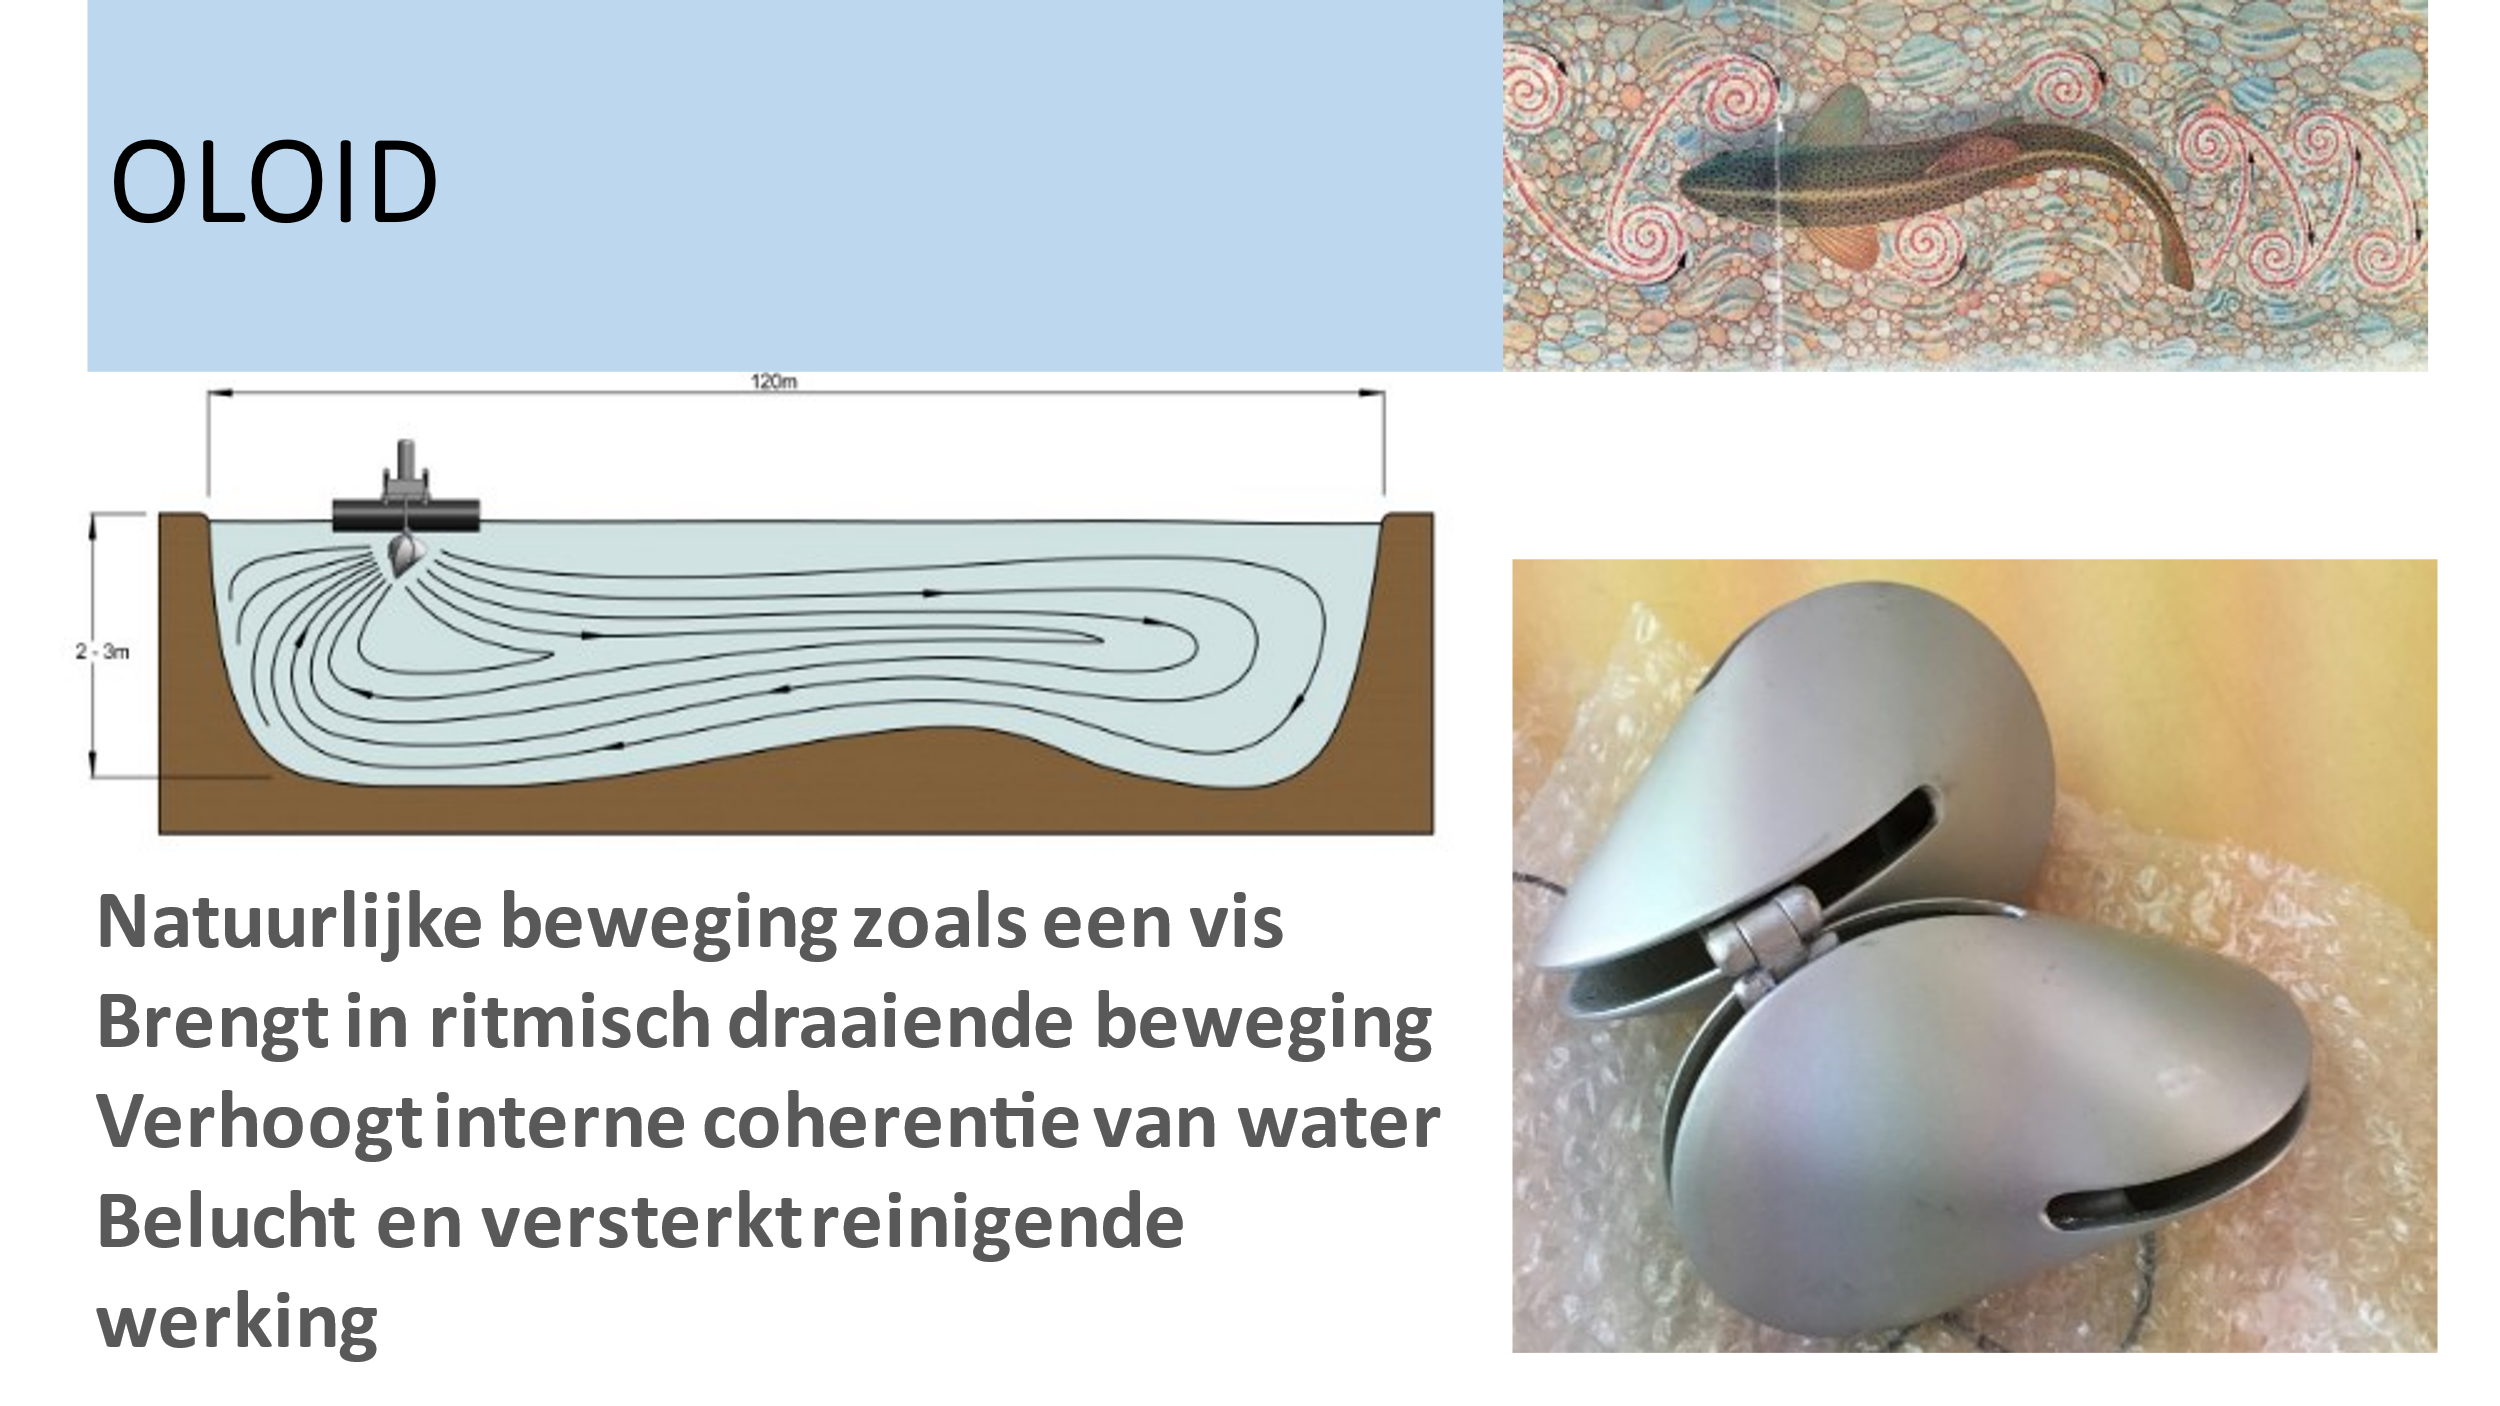 OLOID
120m
2 - 3m
Natuurlijke beweging zoals een vis
Brengt in ritmisch draaiende beweging
Verhoogt interne coherentie van water
Belucht en versterkt reinigende
werking